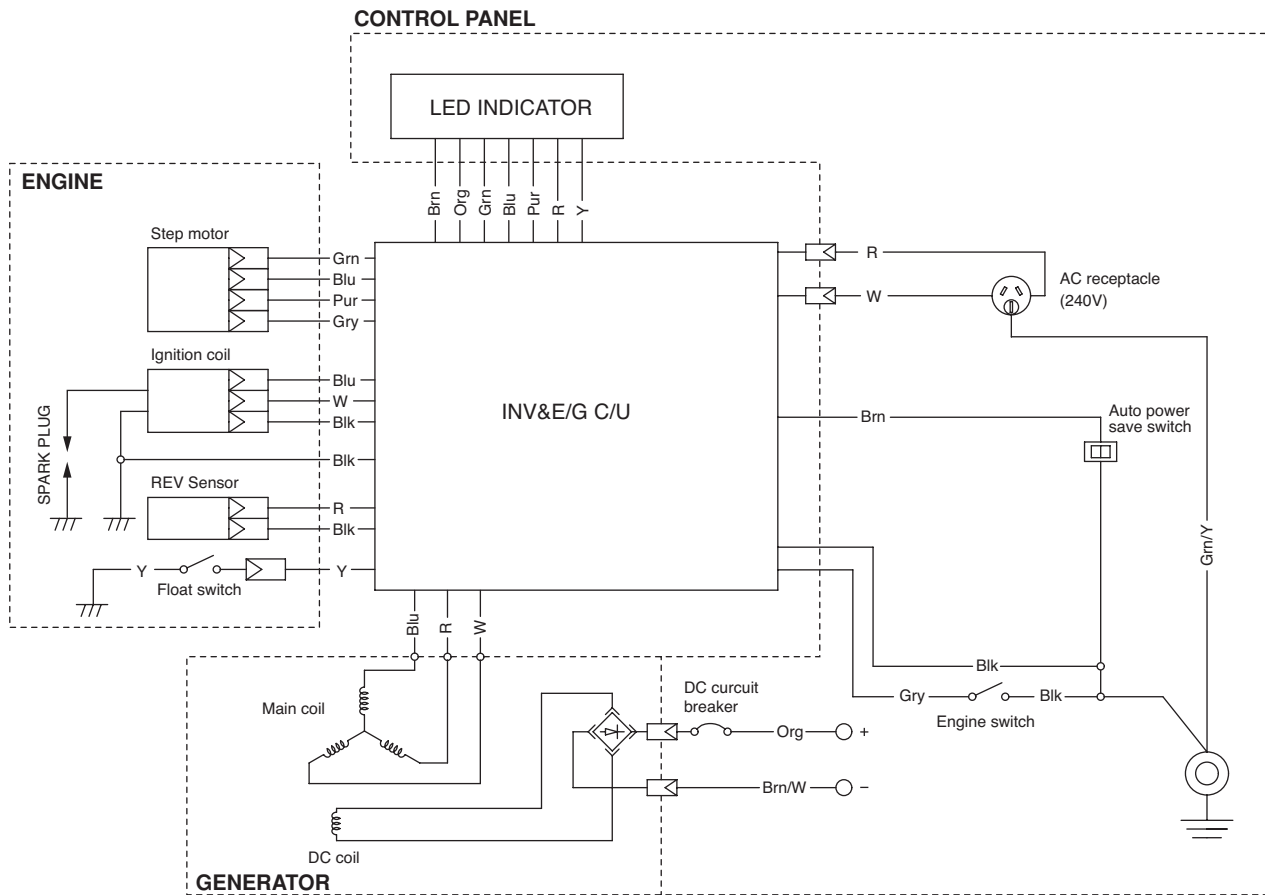 CONTROL PANEL
LED INDICATOR
Brn
Org
Grn
Blu
Pur
R
Y
ENGINE
Step motor
Grn
Blu
Pur
Gry
Ignition coil
Blu
W
Blk
Blk
SPARK PLUG
REV Sensor
R
Blk
Y
Float switch
Y
INV&E/G C/U
R
W
AC receptacle
(240V)
Brn
Auto power
save switch
Grn/Y
Blk
Gry
Blk
Engine switch
Blu
R
W
Main coil
DC coil
DC curcuit
breaker
Org
+
Brn/W
−
GENERATOR